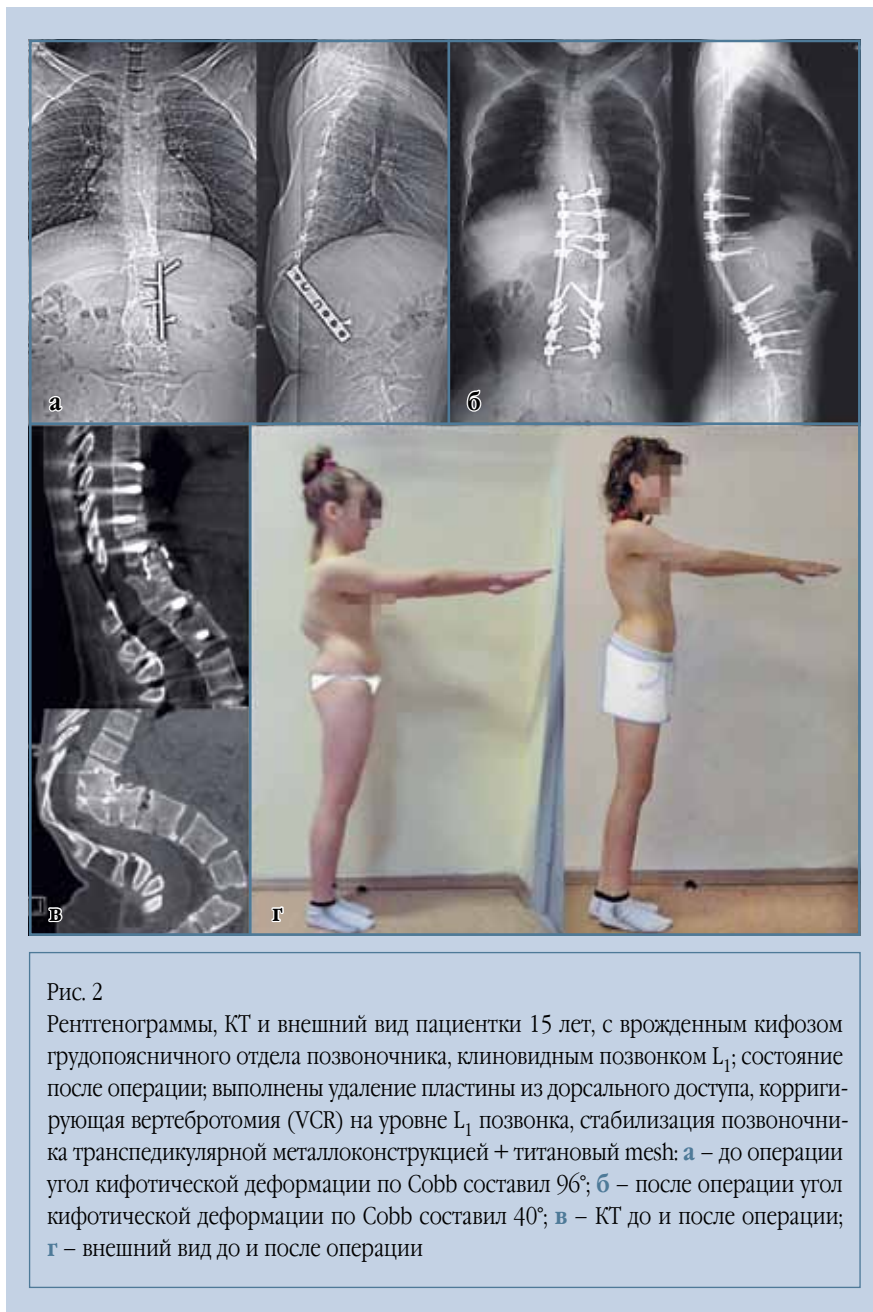 а
б
в
г
Рис. 2
Рентгенограммы, КТ и внешний вид пациентки 15 лет, с врожденным кифозом
грудопоясничного отдела позвоночника, клиновидным позвонком L₁; состояние
после операции; выполнены удаление пластины из дорсального доступа, корриги-
рующая вертебротомия (VCR) на уровне L₁ позвонка, стабилизация позвоночни-
ка транспедикулярной металлоконструкцией + титановый mesh: а – до операции
угол кифотической деформации по Cobb составил 96°; б – после операции угол
кифотической деформации по Cobb составил 40°; в – КТ до и после операции;
г – внешний вид до и после операции